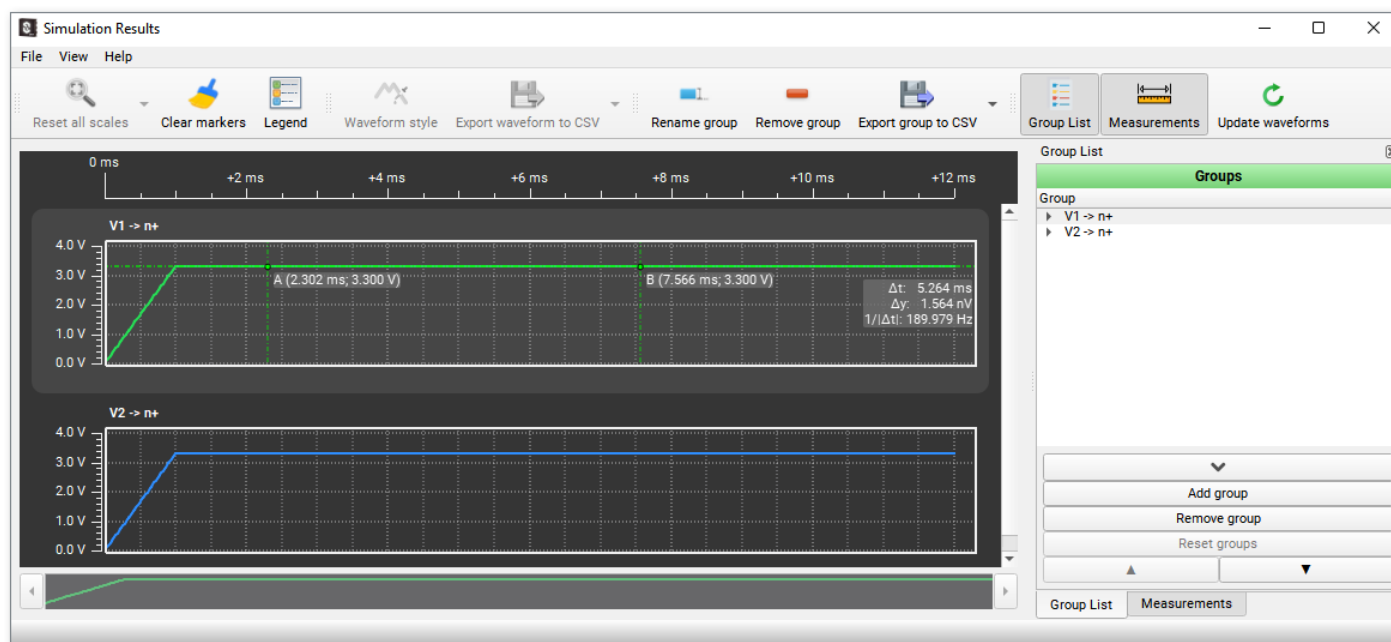 Simulation Results
File View Help
Reset all scales Clear markers Legend Waveform style Export waveform to CSV Rename group Remove group Export group to CSV Group List Measurements Update waveforms
0 ms
+2 ms +4 ms +6 ms +8 ms +10 ms +12 ms
V1 -> n+
4.0 V
3.0 V
2.0 V
1.0 V
0.0 V
A (2.302 ms; 3.300 V)
B (7.566 ms; 3.300 V)
Δt: 5.264 ms
Δy: 1.564 nV
1/|Δt|: 189.979 Hz
V2 -> n+
4.0 V
3.0 V
2.0 V
1.0 V
0.0 V
Group List
Groups
Group
V1 -> n+
V2 -> n+
Add group
Remove group
Reset groups
Group List Measurements